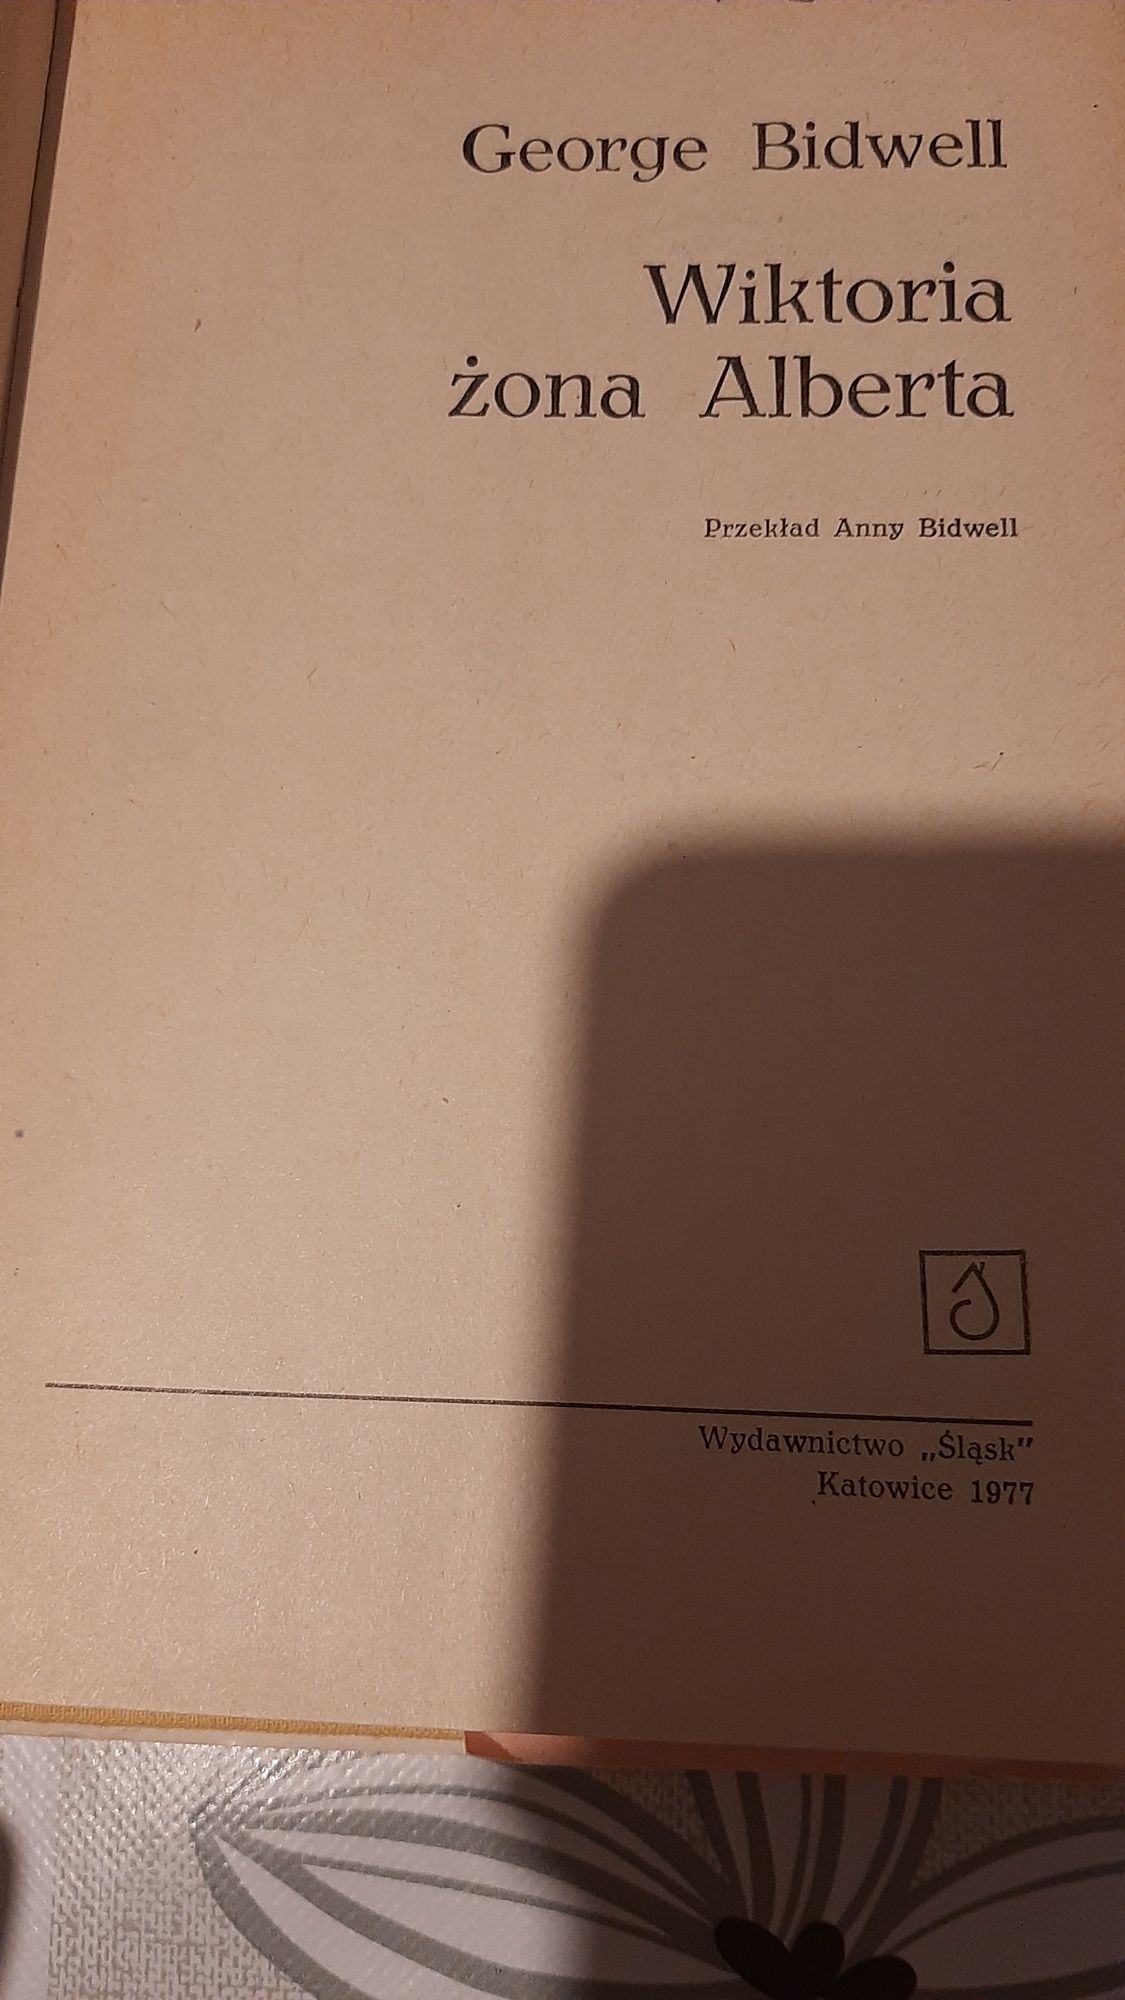 George Bidwell
Wiktoria
żona Alberta
Przekład Anny Bidwell
Wydawnictwo „Śląsk”
Katowice 1977